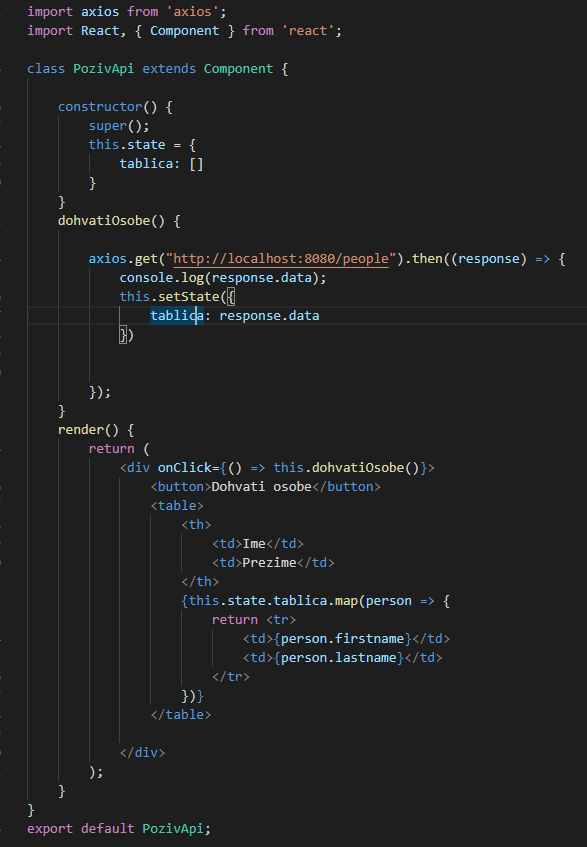 import axios from 'axios';
import React, { Component } from 'react';
class PozivApi extends Component {
constructor() {
super();
this.state = {
tablica: []
}
}
dohvatiOsobe() {
axios.get("http://localhost:8080/people").then((response) => {
console.log(response.data);
this.setState({
tablica: response.data
})
});
}
render() {
return (
<div onClick={() => this.dohvatiOsobe()}>
<button>Dohvati osobe</button>
<table>
<th>
<td>Ime</td>
<td>Prezime</td>
</th>
{this.state.tablica.map(person => {
return <tr>
<td>{person.firstname}</td>
<td>{person.lastname}</td>
</tr>
})}
</table>
</div>
);
}
}
export default PozivApi;